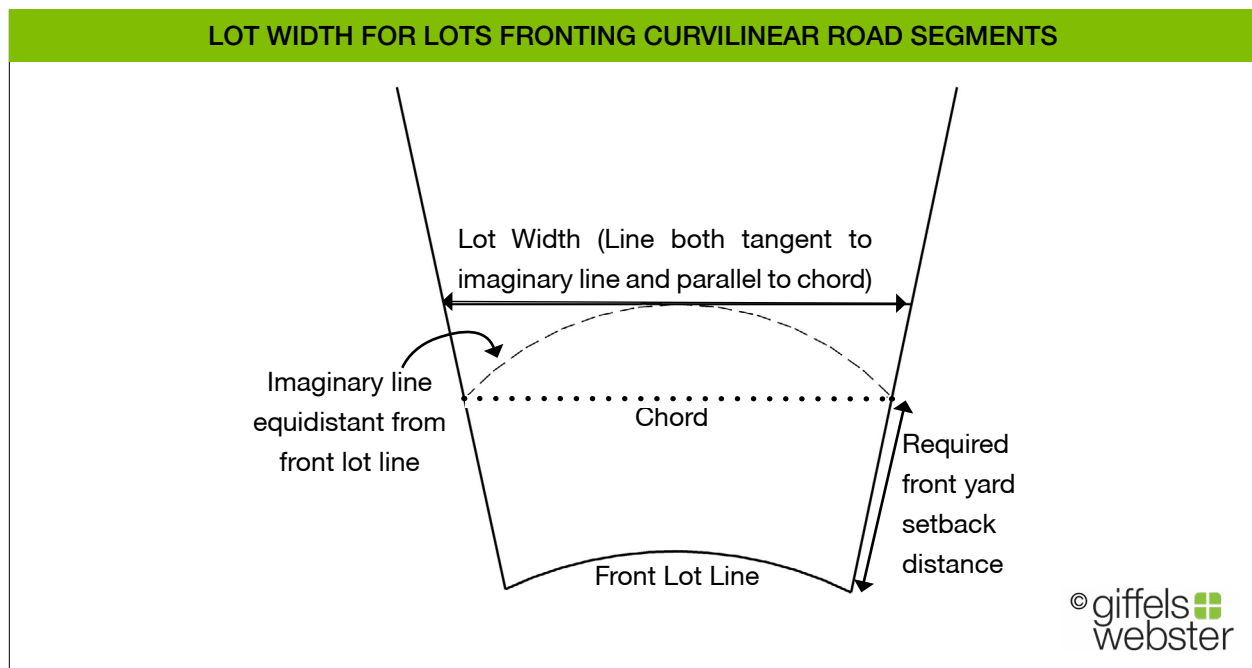 LOT WIDTH FOR LOTS FRONTING CURVILINEAR ROAD SEGMENTS
Lot Width (Line both tangent to
imaginary line and parallel to chord)
Imaginary line
equidistant from
front lot line
Chord
Required
front yard
setback
distance
Front Lot Line
© giffels
webster